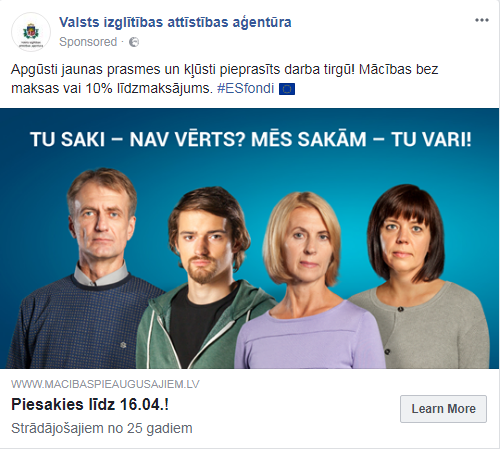 Valsts izglītības attīstības aģentūra
Sponsored ·
Apgūsti jaunas prasmes un kļūsti pieprasīts darba tirgū! Mācības bez
maksas vai 10% līdzmaksājums. #ESfondi
TU SAKI – NAV VĒRTS? MĒS SAKĀM – TU VARI!
WWW.MACIBASPIEAUGUSAJIEM.LV
Piesakies līdz 16.04.!
Strādājošajiem no 25 gadiem
Learn More